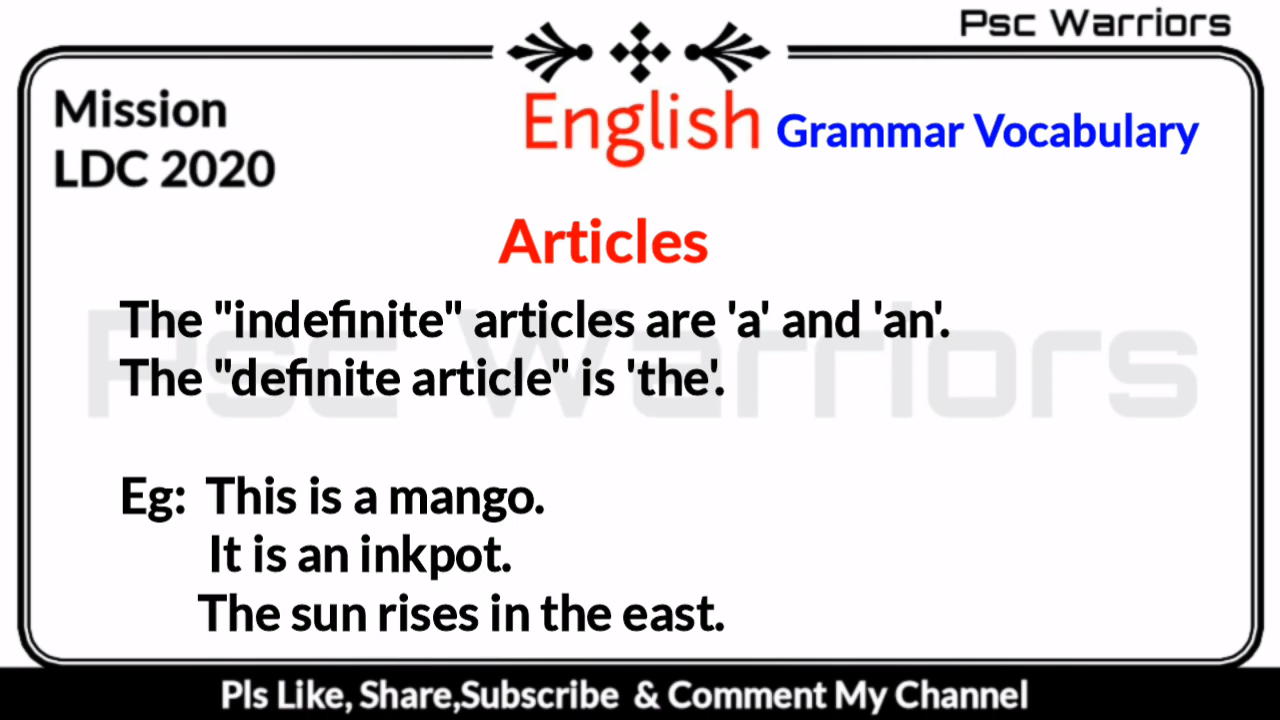 Psc Warriors
Mission
LDC 2020
English Grammar Vocabulary
Articles
The "indefinite" articles are 'a' and 'an'.
The "definite article" is 'the'.
Psc Warriors
Eg: This is a mango.
It is an inkpot.
The sun rises in the east.
Pls Like, Share,Subscribe & Comment My Channel